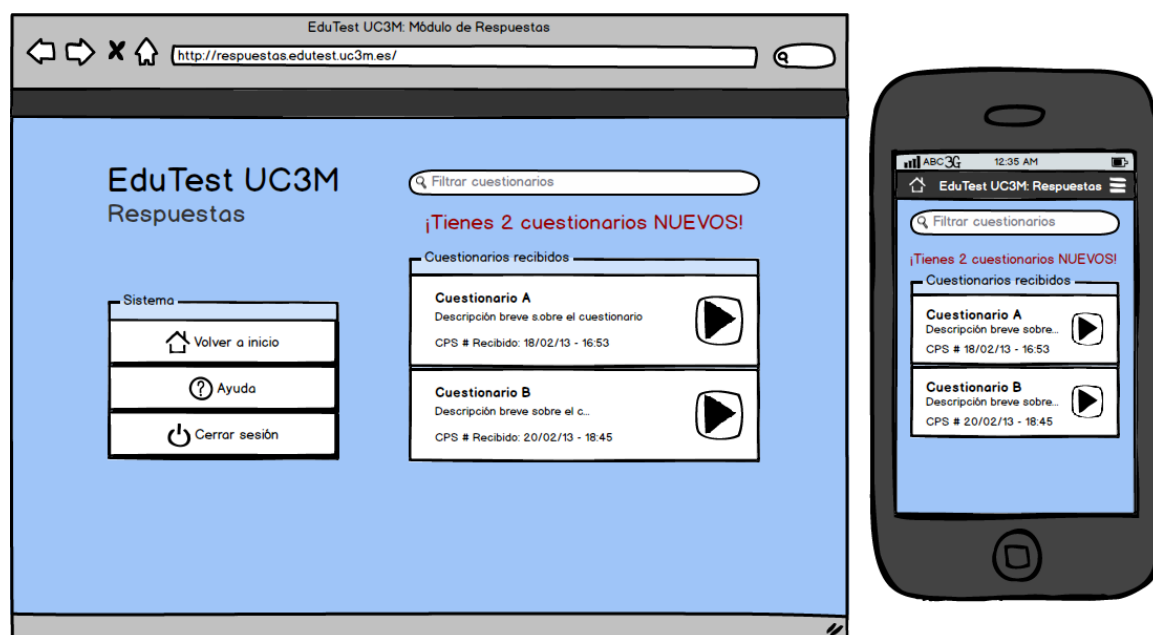 EduTest UC3M: Módulo de Respuestas
http://respuestas.edutest.uc3m.es/
EduTest UC3M
Respuestas
Sistema
Volver a inicio
? Ayuda
Cerrar sesión
Filtrar cuestionarios
¡Tienes 2 cuestionarios NUEVOS!
Cuestionarios recibidos
Cuestionario A
Descripción breve sobre el cuestionario
CPS # Recibido: 18/02/13 - 16:53
Cuestionario B
Descripción breve sobre el c...
CPS # Recibido: 20/02/13 - 18:45
ABC 3G 12:35 AM
EduTest UC3M: Respuestas
Filtrar cuestionarios
¡Tienes 2 cuestionarios NUEVOS!
Cuestionarios recibidos
Cuestionario A
Descripción breve sobre...
CPS # 18/02/13 - 16:53
Cuestionario B
Descripción breve sobre...
CPS # 20/02/13 - 18:45